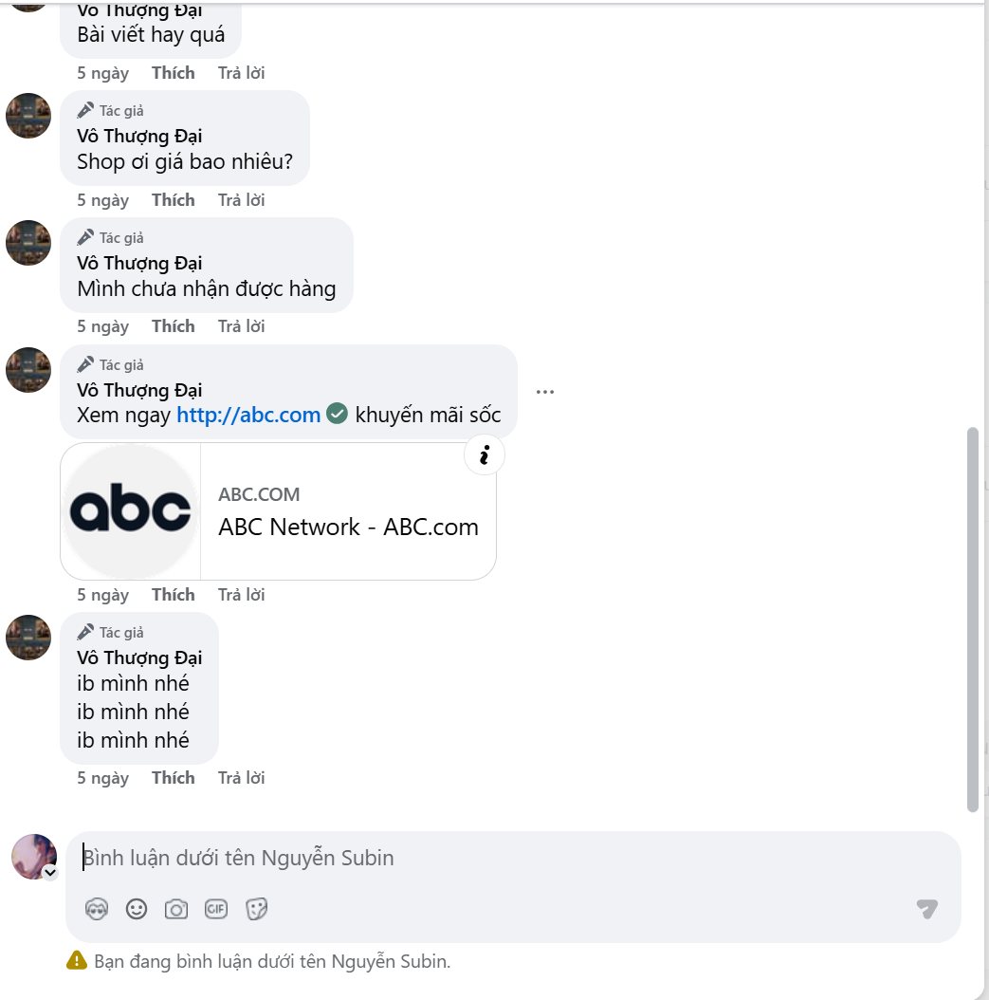 Võ Thượng Đại
Bài viết hay quá
5 ngày Thích Trả lời
Tác giả
Võ Thượng Đại
Shop ơi giá bao nhiêu?
5 ngày Thích Trả lời
Tác giả
Võ Thượng Đại
Mình chưa nhận được hàng
5 ngày Thích Trả lời
Tác giả
Võ Thượng Đại
Xem ngay http://abc.com khuyến mãi sốc
abc
ABC.COM
ABC Network - ABC.com
5 ngày Thích Trả lời
Tác giả
Võ Thượng Đại
ib mình nhé
ib mình nhé
ib mình nhé
5 ngày Thích Trả lời
Bình luận dưới tên Nguyễn Subin
GIF
Bạn đang bình luận dưới tên Nguyễn Subin.